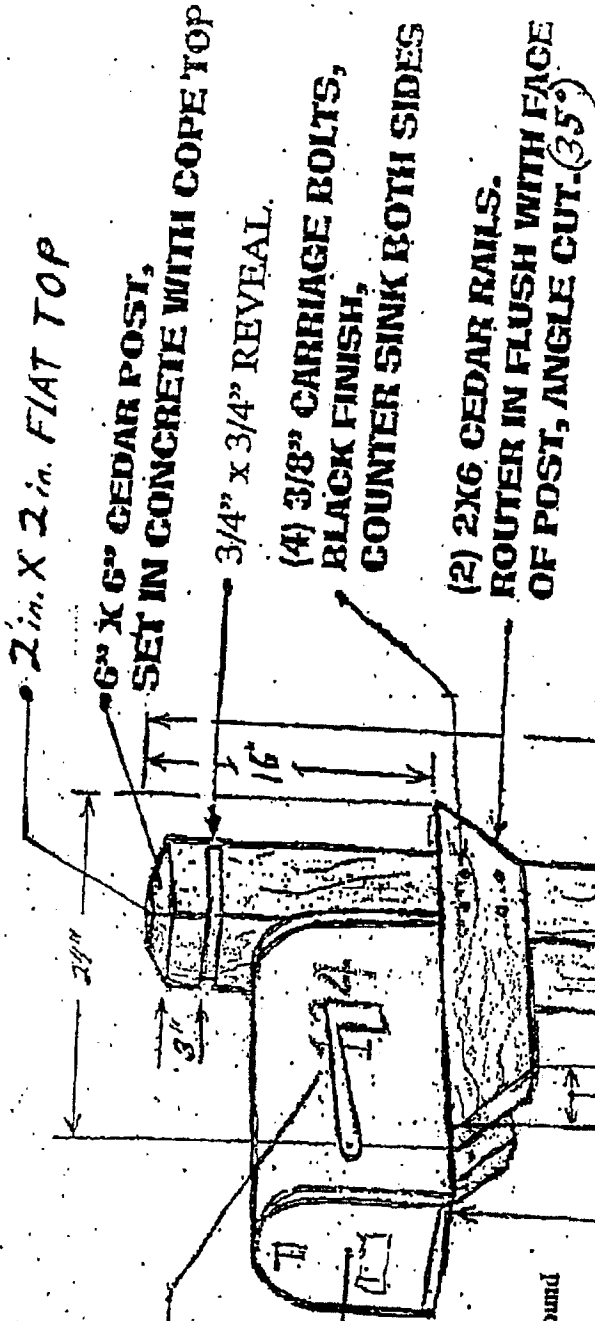 2 in. X 2 in. FLAT TOP
6" X 6" CEDAR POST,
SET IN CONCRETE WITH COPE TOP
3/4" x 3/4" REVEAL.
(4) 3/8" CARRIAGE BOLTS,
BLACK FINISH,
COUNTER SINK BOTH SIDES
(2) 2X6 CEDAR RAILS.
ROUTER IN FLUSH WITH FACE
OF POST, ANGLE CUT. (35°)
16"
3"